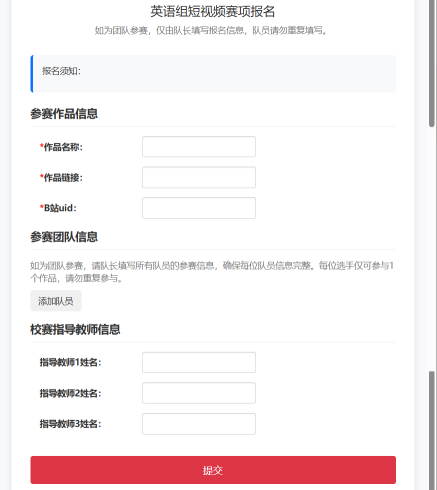 英语组短视频赛项报名
如为团队参赛，仅由队长填写报名信息，队员请勿重复填写。
报名须知：
参赛作品信息
*作品名称：
*作品链接：
*B站uid：
参赛团队信息
如为团队参赛，请队长填写所有队员的参赛信息，确保每位队员信息完整。每位选手仅可参与1
个作品，请勿重复参与。
添加队员
校赛指导教师信息
指导教师1姓名：
指导教师2姓名：
指导教师3姓名：
提交